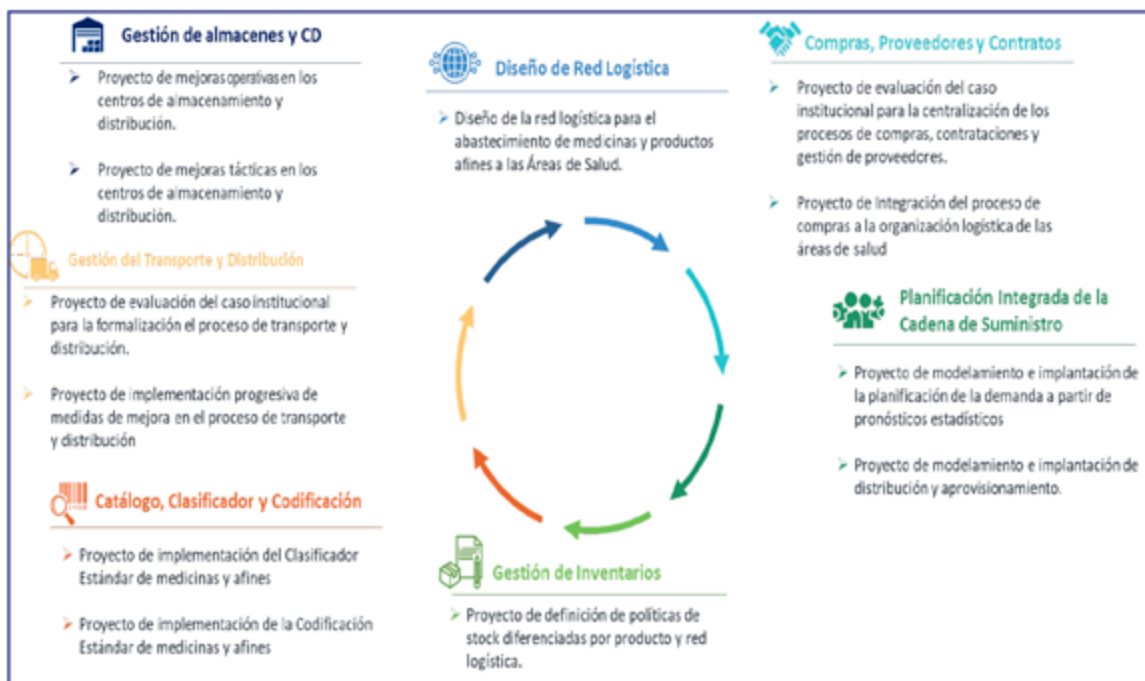 Gestión de almacenes y CD
Proyecto de mejoras operativas en los
centros de almacenamiento y
distribución.
Proyecto de mejoras tácticas en los
centros de almacenamiento y
distribución.
Diseño de Red Logística
Diseño de la red logística para el
abastecimiento de medicinas y productos
afines a las Áreas de Salud.
Compras, Proveedores y Contratos
Proyecto de evaluación del caso
institucional para la centralización de los
procesos de compras, contrataciones y
gestión de proveedores.
Proyecto de Integración del proceso de
compras a la organización logística de las
áreas de salud
Gestión del Transporte y Distribución
Proyecto de evaluación del caso institucional
para la formalización el proceso de transporte y
distribución.
Proyecto de implementación progresiva de
medidas de mejora en el proceso de transporte
y distribución
Planificación Integrada de la
Cadena de Suministro
Proyecto de modelamiento e implantación de
la planificación de la demanda a partir de
pronósticos estadísticos
Proyecto de modelamiento e implantación de
distribución y aprovisionamiento.
Catálogo, Clasificador y Codificación
Proyecto de implementación del Clasificador
Estándar de medicinas y afines
Proyecto de implementación de la Codificación
Estándar de medicinas y afines
Gestión de Inventarios
Proyecto de definición de políticas de
stock diferenciadas por producto y red
logística.